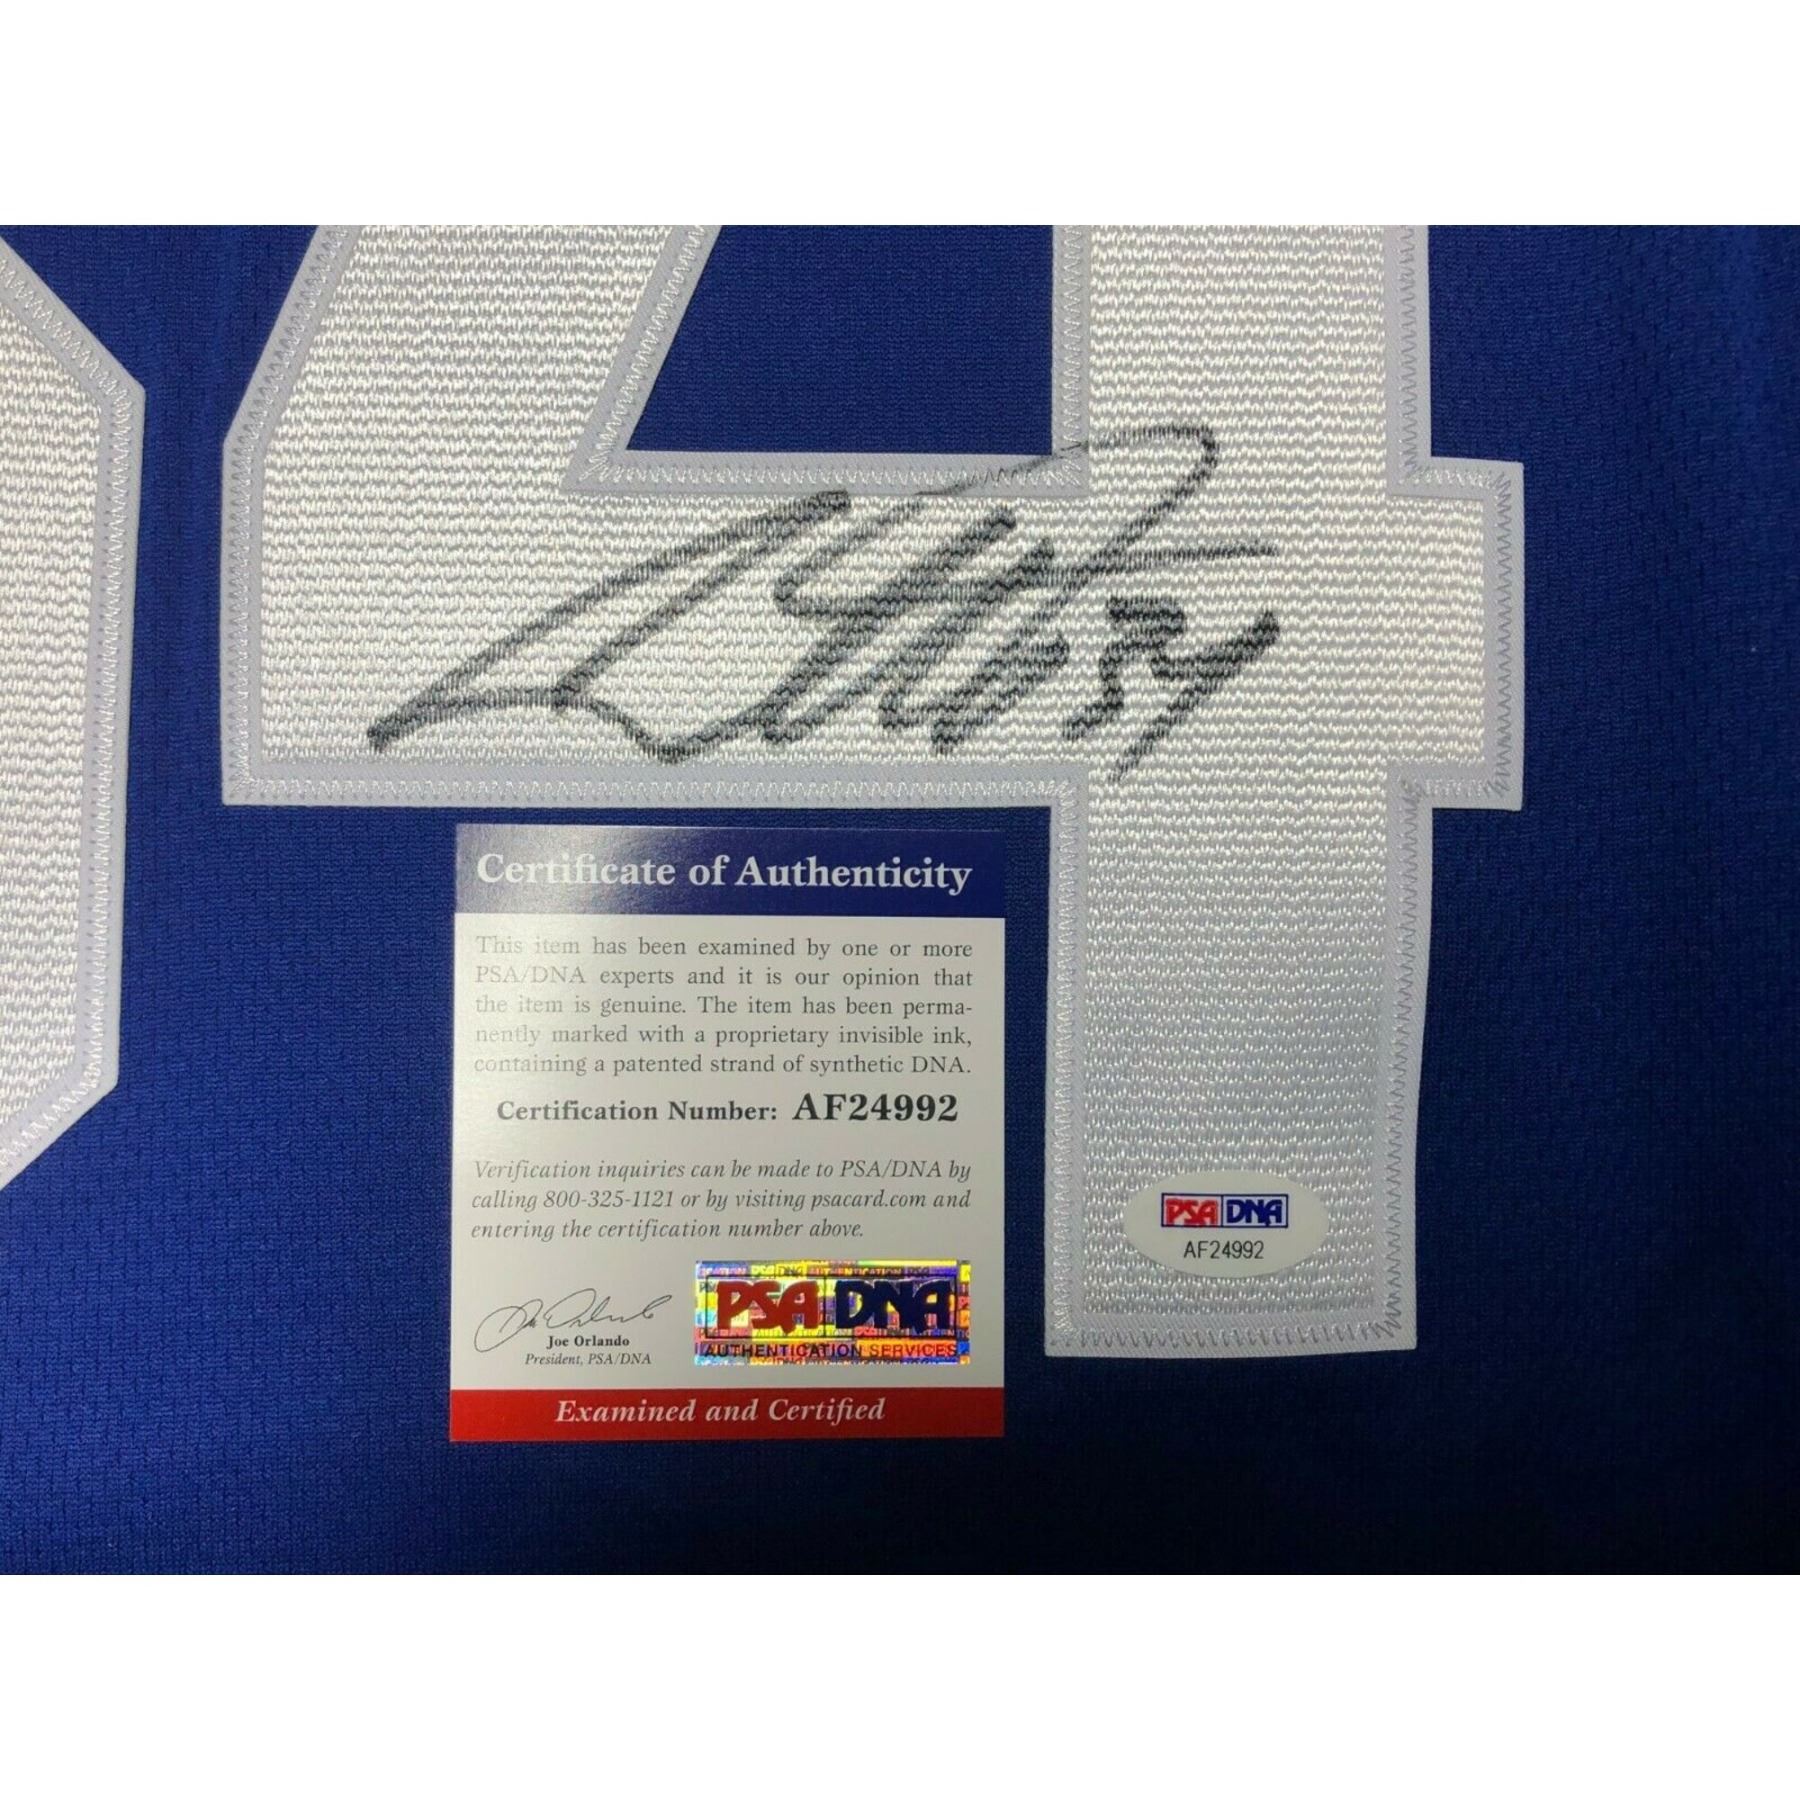 34
Certificate of Authenticity
This item has been examined by one or more
PSA/DNA experts and it is our opinion that
the item is genuine. The item has been perma-
nently marked with a proprietary invisible ink,
containing a patented strand of synthetic DNA.
Certification Number: AF24992
Verification inquiries can be made to PSA/DNA by
calling 800-325-1121 or by visiting psacard.com and
entering the certification number above.
Joe Orlando
President, PSA/DNA
PSA DNA
AUTHENTICATION SERVICES
Examined and Certified
PSA DNA
AF24992